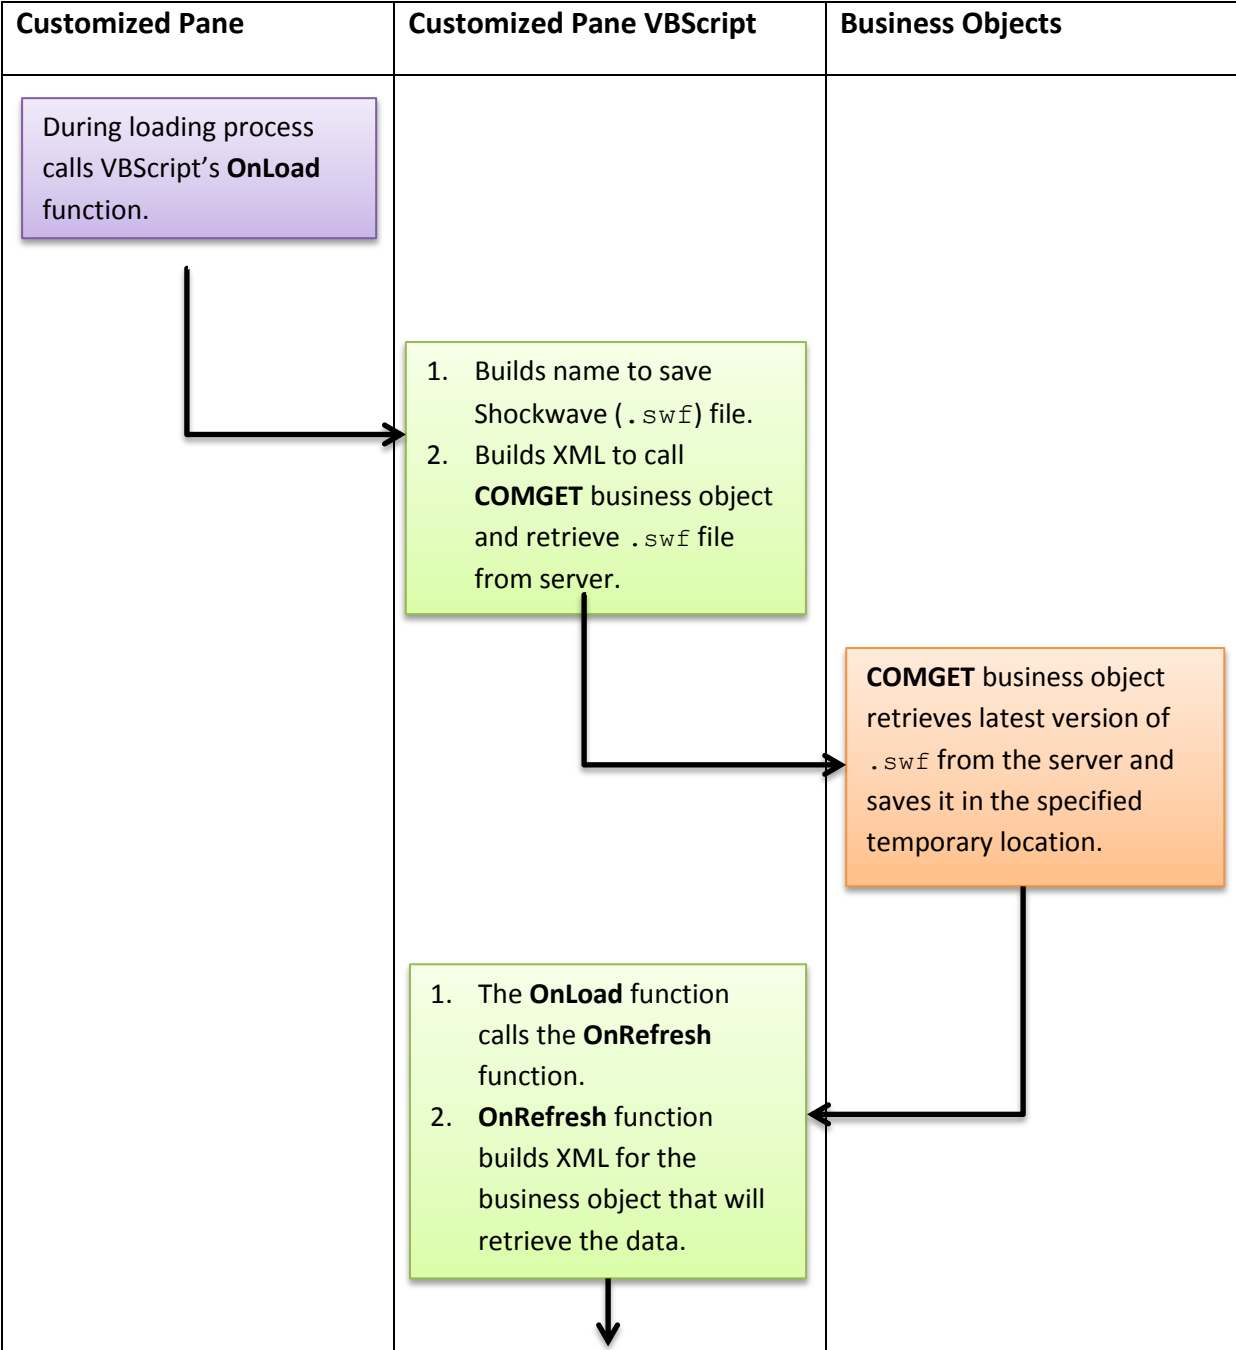 Customized Pane
Customized Pane VBScript
Business Objects
During loading process
calls VBScript’s OnLoad
function.
1. Builds name to save
Shockwave (.swf) file.
2. Builds XML to call
COMGET business object
and retrieve .swf file
from server.
COMGET business object
retrieves latest version of
.swf from the server and
saves it in the specified
temporary location.
1. The OnLoad function
calls the OnRefresh
function.
2. OnRefresh function
builds XML for the
business object that will
retrieve the data.